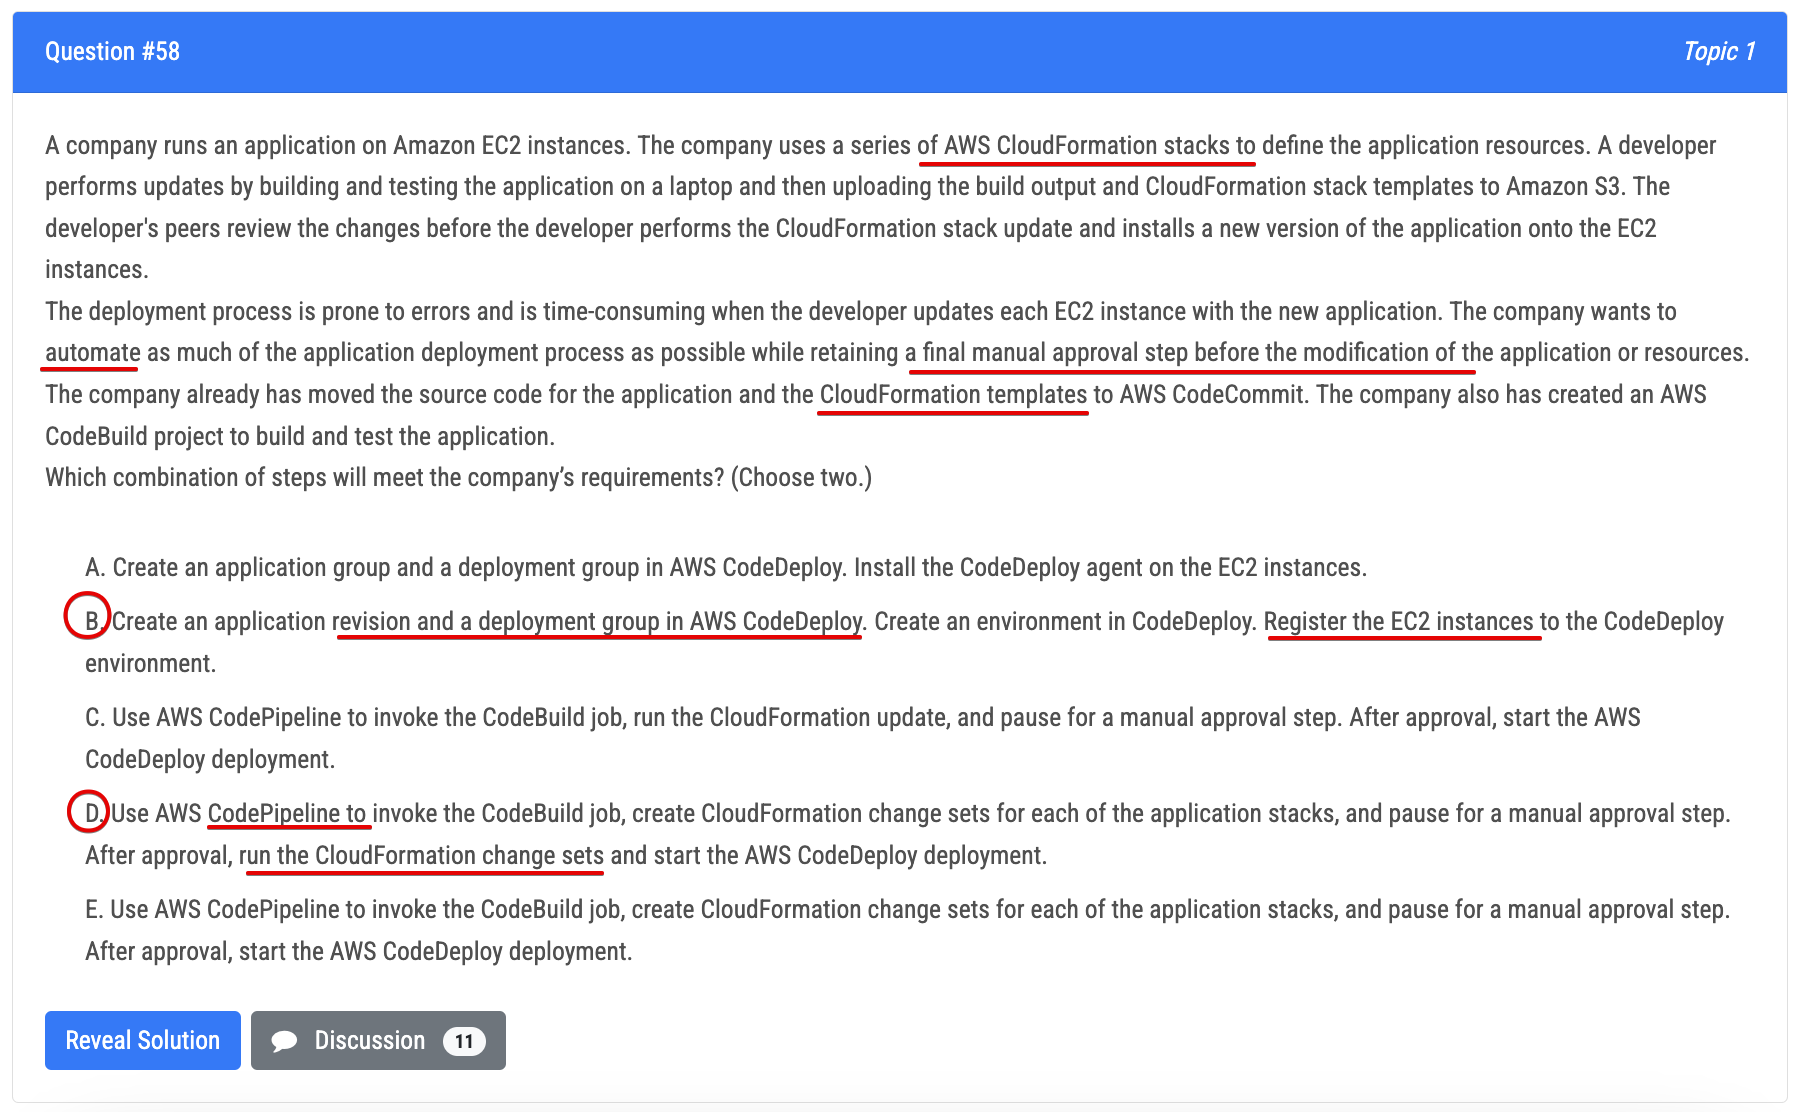 Question #58
Topic 1
A company runs an application on Amazon EC2 instances. The company uses a series of AWS CloudFormation stacks to define the application resources. A developer
performs updates by building and testing the application on a laptop and then uploading the build output and CloudFormation stack templates to Amazon S3. The
developer's peers review the changes before the developer performs the CloudFormation stack update and installs a new version of the application onto the EC2
instances.
The deployment process is prone to errors and is time-consuming when the developer updates each EC2 instance with the new application. The company wants to
automate as much of the application deployment process as possible while retaining a final manual approval step before the modification of the application or resources.
The company already has moved the source code for the application and the CloudFormation templates to AWS CodeCommit. The company also has created an AWS
CodeBuild project to build and test the application.
Which combination of steps will meet the company’s requirements? (Choose two.)
A. Create an application group and a deployment group in AWS CodeDeploy. Install the CodeDeploy agent on the EC2 instances.
B. Create an application revision and a deployment group in AWS CodeDeploy. Create an environment in CodeDeploy. Register the EC2 instances to the CodeDeploy
environment.
C. Use AWS CodePipeline to invoke the CodeBuild job, run the CloudFormation update, and pause for a manual approval step. After approval, start the AWS
CodeDeploy deployment.
D. Use AWS CodePipeline to invoke the CodeBuild job, create CloudFormation change sets for each of the application stacks, and pause for a manual approval step.
After approval, run the CloudFormation change sets and start the AWS CodeDeploy deployment.
E. Use AWS CodePipeline to invoke the CodeBuild job, create CloudFormation change sets for each of the application stacks, and pause for a manual approval step.
After approval, start the AWS CodeDeploy deployment.
Reveal Solution
Discussion 11